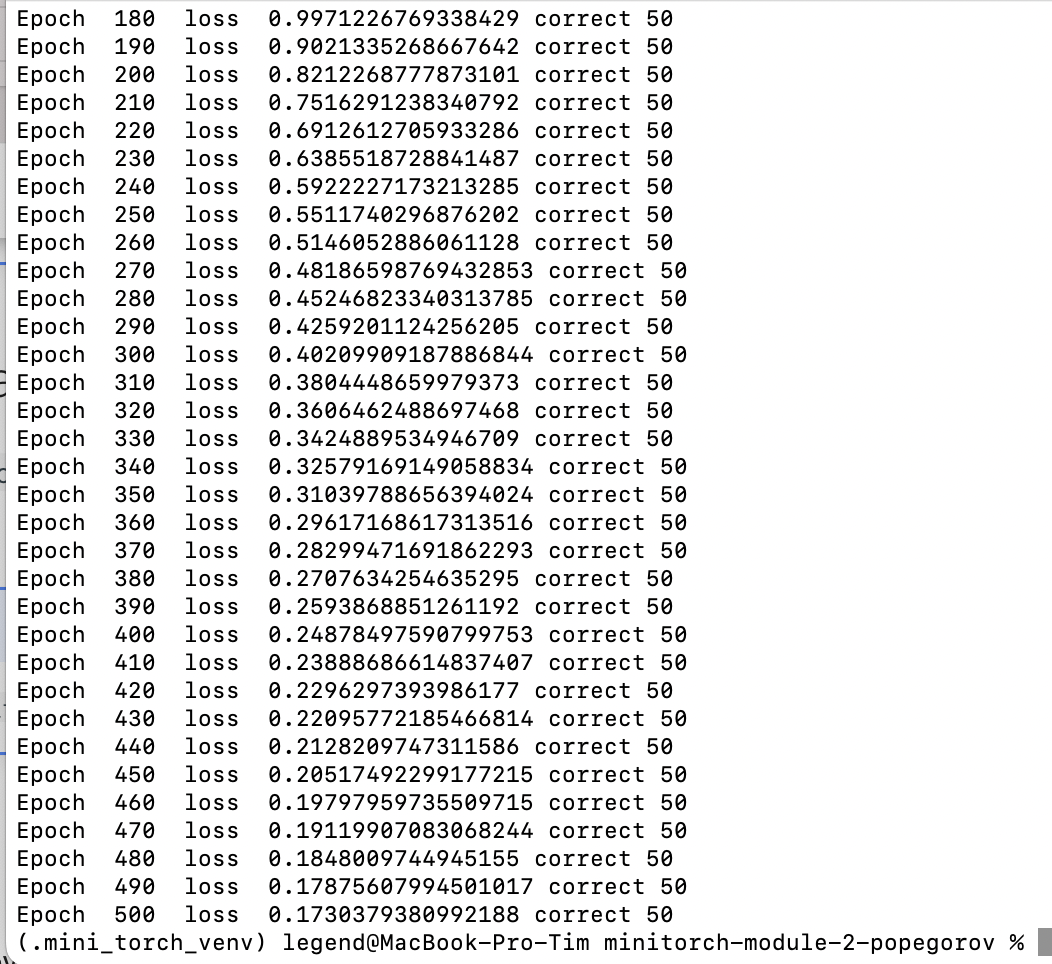 Epoch  180  loss  0.9971226769338429 correct 50
Epoch  190  loss  0.9021335268667642 correct 50
Epoch  200  loss  0.8212268777873101 correct 50
Epoch  210  loss  0.7516291238340792 correct 50
Epoch  220  loss  0.6912612705933286 correct 50
Epoch  230  loss  0.6385518728841487 correct 50
Epoch  240  loss  0.5922227173213285 correct 50
Epoch  250  loss  0.5511740296876202 correct 50
Epoch  260  loss  0.5146052886061128 correct 50
Epoch  270  loss  0.48186598769432853 correct 50
Epoch  280  loss  0.45246823340313785 correct 50
Epoch  290  loss  0.4259201124256205 correct 50
Epoch  300  loss  0.40209909187886844 correct 50
Epoch  310  loss  0.3804448659979373 correct 50
Epoch  320  loss  0.3606462488697468 correct 50
Epoch  330  loss  0.3424889534946709 correct 50
Epoch  340  loss  0.32579169149058834 correct 50
Epoch  350  loss  0.31039788656394024 correct 50
Epoch  360  loss  0.29617168617313516 correct 50
Epoch  370  loss  0.28299471691862293 correct 50
Epoch  380  loss  0.2707634254635295 correct 50
Epoch  390  loss  0.2593868851261192 correct 50
Epoch  400  loss  0.24878497590799753 correct 50
Epoch  410  loss  0.23888686614837407 correct 50
Epoch  420  loss  0.2296297393986177 correct 50
Epoch  430  loss  0.22095772185466814 correct 50
Epoch  440  loss  0.2128209747311586 correct 50
Epoch  450  loss  0.20517492299177215 correct 50
Epoch  460  loss  0.19797959735509715 correct 50
Epoch  470  loss  0.19119907083068244 correct 50
Epoch  480  loss  0.1848009744945155 correct 50
Epoch  490  loss  0.17875607994501017 correct 50
Epoch  500  loss  0.1730379380992188 correct 50
(.mini_torch_venv) legend@MacBook-Pro-Tim minitorch-module-2-popegorov %